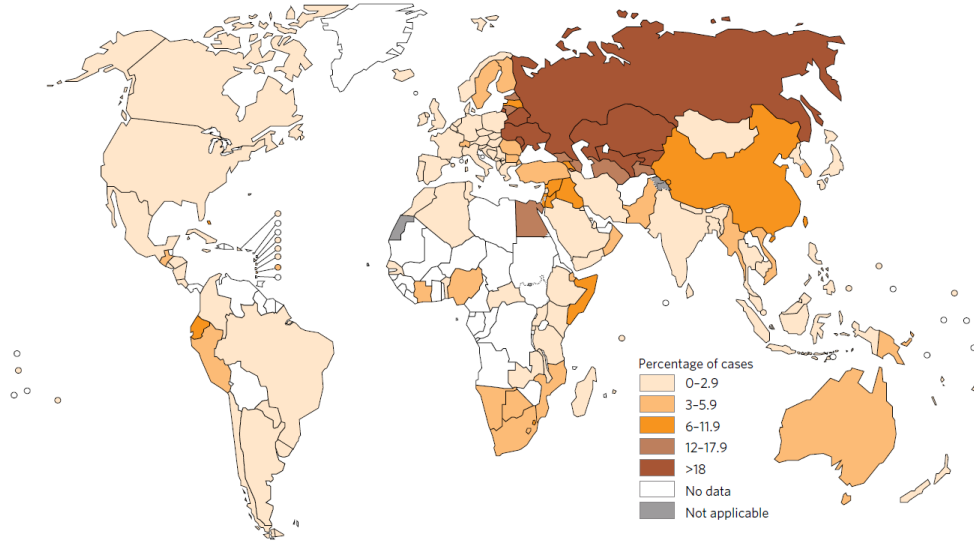 Percentage of cases
0–2.9
3–5.9
6–11.9
12–17.9
>18
No data
Not applicable